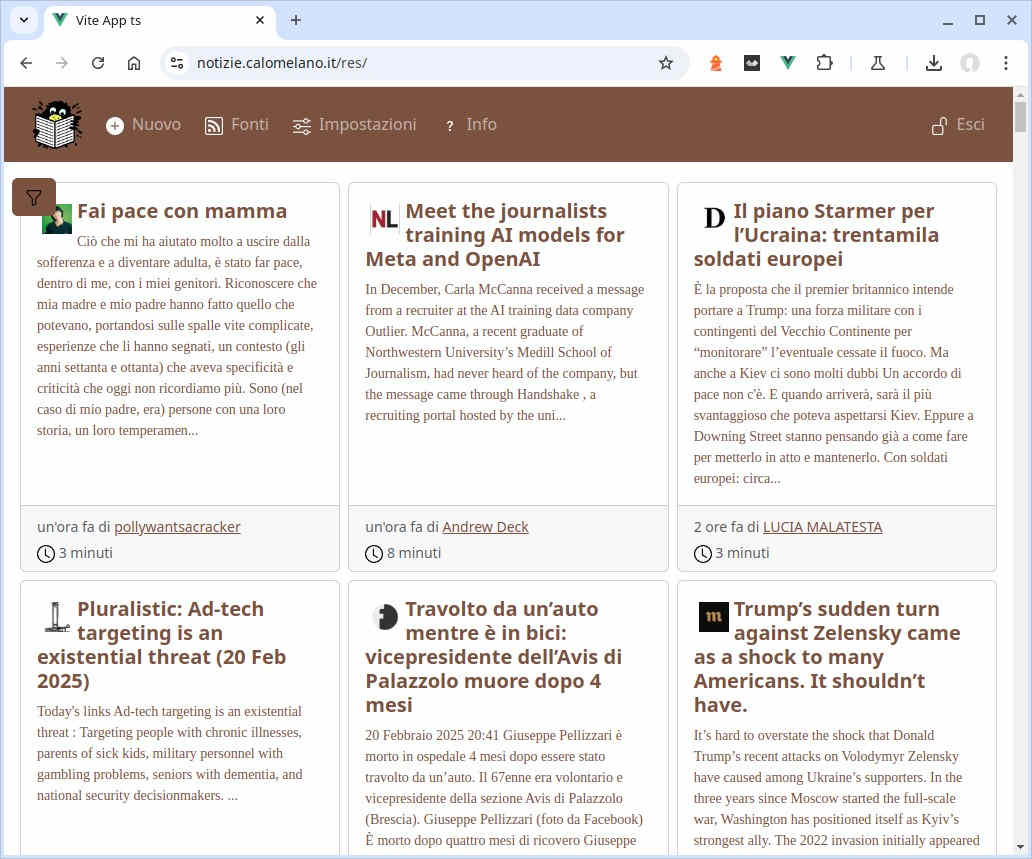 Vite App ts
notizie.calomelano.it/res/
Nuovo
Fonti
Impostazioni
? Info
Esci
Fai pace con mamma
Ciò che mi ha aiutato molto a uscire dalla
sofferenza e a diventare adulta, è stato far pace,
dentro di me, con i miei genitori. Riconoscere che
mia madre e mio padre hanno fatto quello che
potevano, portandosi sulle spalle vite complicate,
esperienze che li hanno segnati, un contesto (gli
anni settanta e ottanta) che aveva specificità e
criticità che oggi non ricordiamo più. Sono (nel
caso di mio padre, era) persone con una loro
storia, un loro temperamen...
un'ora fa di pollywantsacracker
3 minuti
NL
Meet the journalists
training AI models for
Meta and OpenAI
In December, Carla McCanna received a message
from a recruiter at the AI training data company
Outlier. McCanna, a recent graduate of
Northwestern University’s Medill School of
Journalism, had never heard of the company, but
the message came through Handshake , a
recruiting portal hosted by the uni...
un'ora fa di Andrew Deck
8 minuti
D
Il piano Starmer per
l’Ucraina: trentamila
soldati europei
È la proposta che il premier britannico intende
portare a Trump: una forza militare con i
contingenti del Vecchio Continente per
“monitorare” l’eventuale cessate il fuoco. Ma
anche a Kiev ci sono molti dubbi Un accordo di
pace non c'è. E quando arriverà, sarà il più
svantaggioso che poteva aspettarsi Kiev. Eppure a
Downing Street stanno pensando già a come fare
per metterlo in atto e mantenerlo. Con soldati
europei: circa...
2 ore fa di LUCIA MALATESTA
3 minuti
Pluralistic: Ad-tech
targeting is an
existential threat (20 Feb
2025)
Today's links Ad-tech targeting is an existential
threat : Targeting people with chronic illnesses,
parents of sick kids, military personnel with
gambling problems, seniors with dementia, and
national security decisionmakers. ...
Travolto da un’auto
mentre è in bici:
vicepresidente dell’Avis di
Palazzolo muore dopo 4
mesi
20 Febbraio 2025 20:41 Giuseppe Pellizzari è
morto in ospedale 4 mesi dopo essere stato
travolto da un’auto. Il 67enne era volontario e
vicepresidente della sezione Avis di Palazzolo
(Brescia). Giuseppe Pellizzari (foto da Facebook)
È morto dopo quattro mesi di ricovero Giuseppe
m
Trump’s sudden turn
against Zelensky came
as a shock to many
Americans. It shouldn’t
have.
It’s hard to overstate the shock that Donald
Trump’s recent attacks on Volodymyr Zelensky
have caused among Ukraine’s supporters. In the
three years since Moscow started the full-scale
war, Washington has positioned itself as Kyiv’s
strongest ally. The 2022 invasion initially appeared